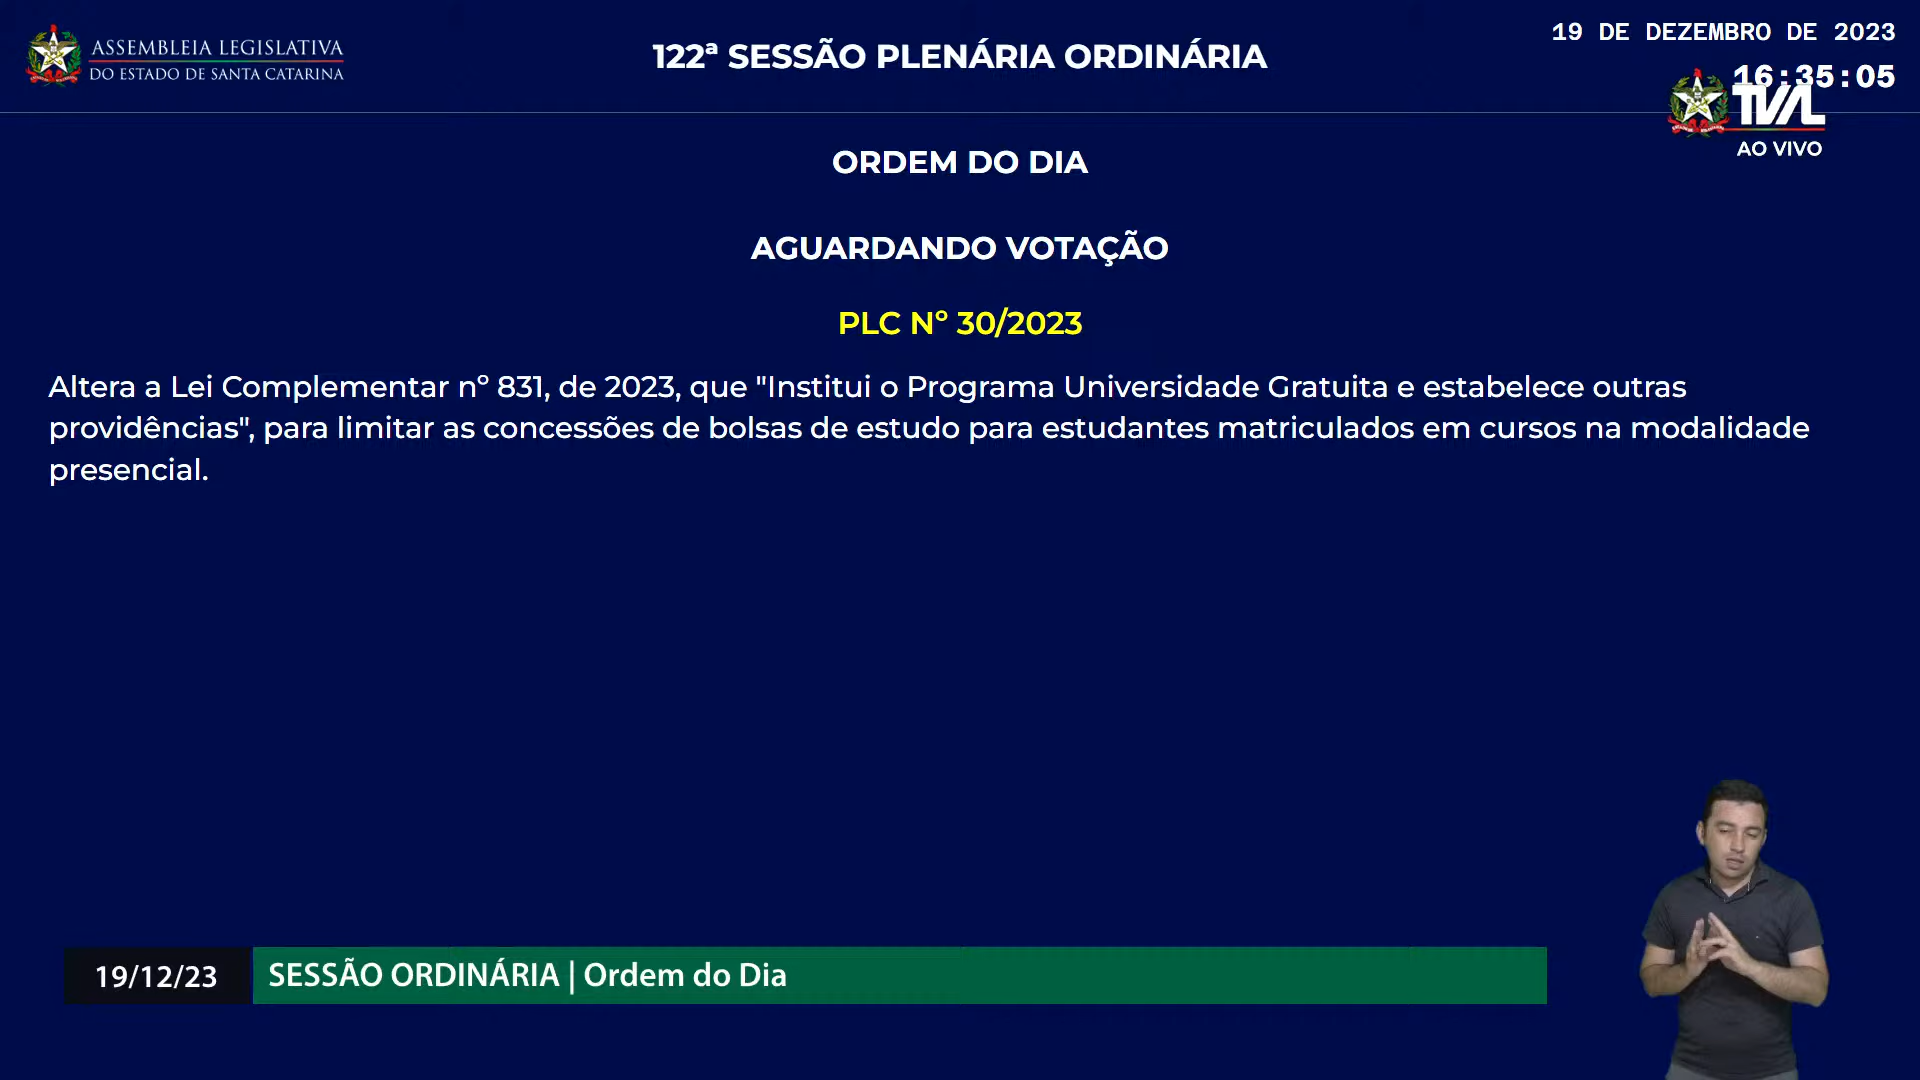 ASSEMBLEIA LEGISLATIVA
DO ESTADO DE SANTA CATARINA
122ª SESSÃO PLENÁRIA ORDINÁRIA
19 DE DEZEMBRO DE 2023
16:35:05
TVAL
AO VIVO
ORDEM DO DIA
AGUARDANDO VOTAÇÃO
PLC Nº 30/2023
Altera a Lei Complementar nº 831, de 2023, que "Institui o Programa Universidade Gratuita e estabelece outras
providências", para limitar as concessões de bolsas de estudo para estudantes matriculados em cursos na modalidade
presencial.
19/12/23
SESSÃO ORDINÁRIA | Ordem do Dia